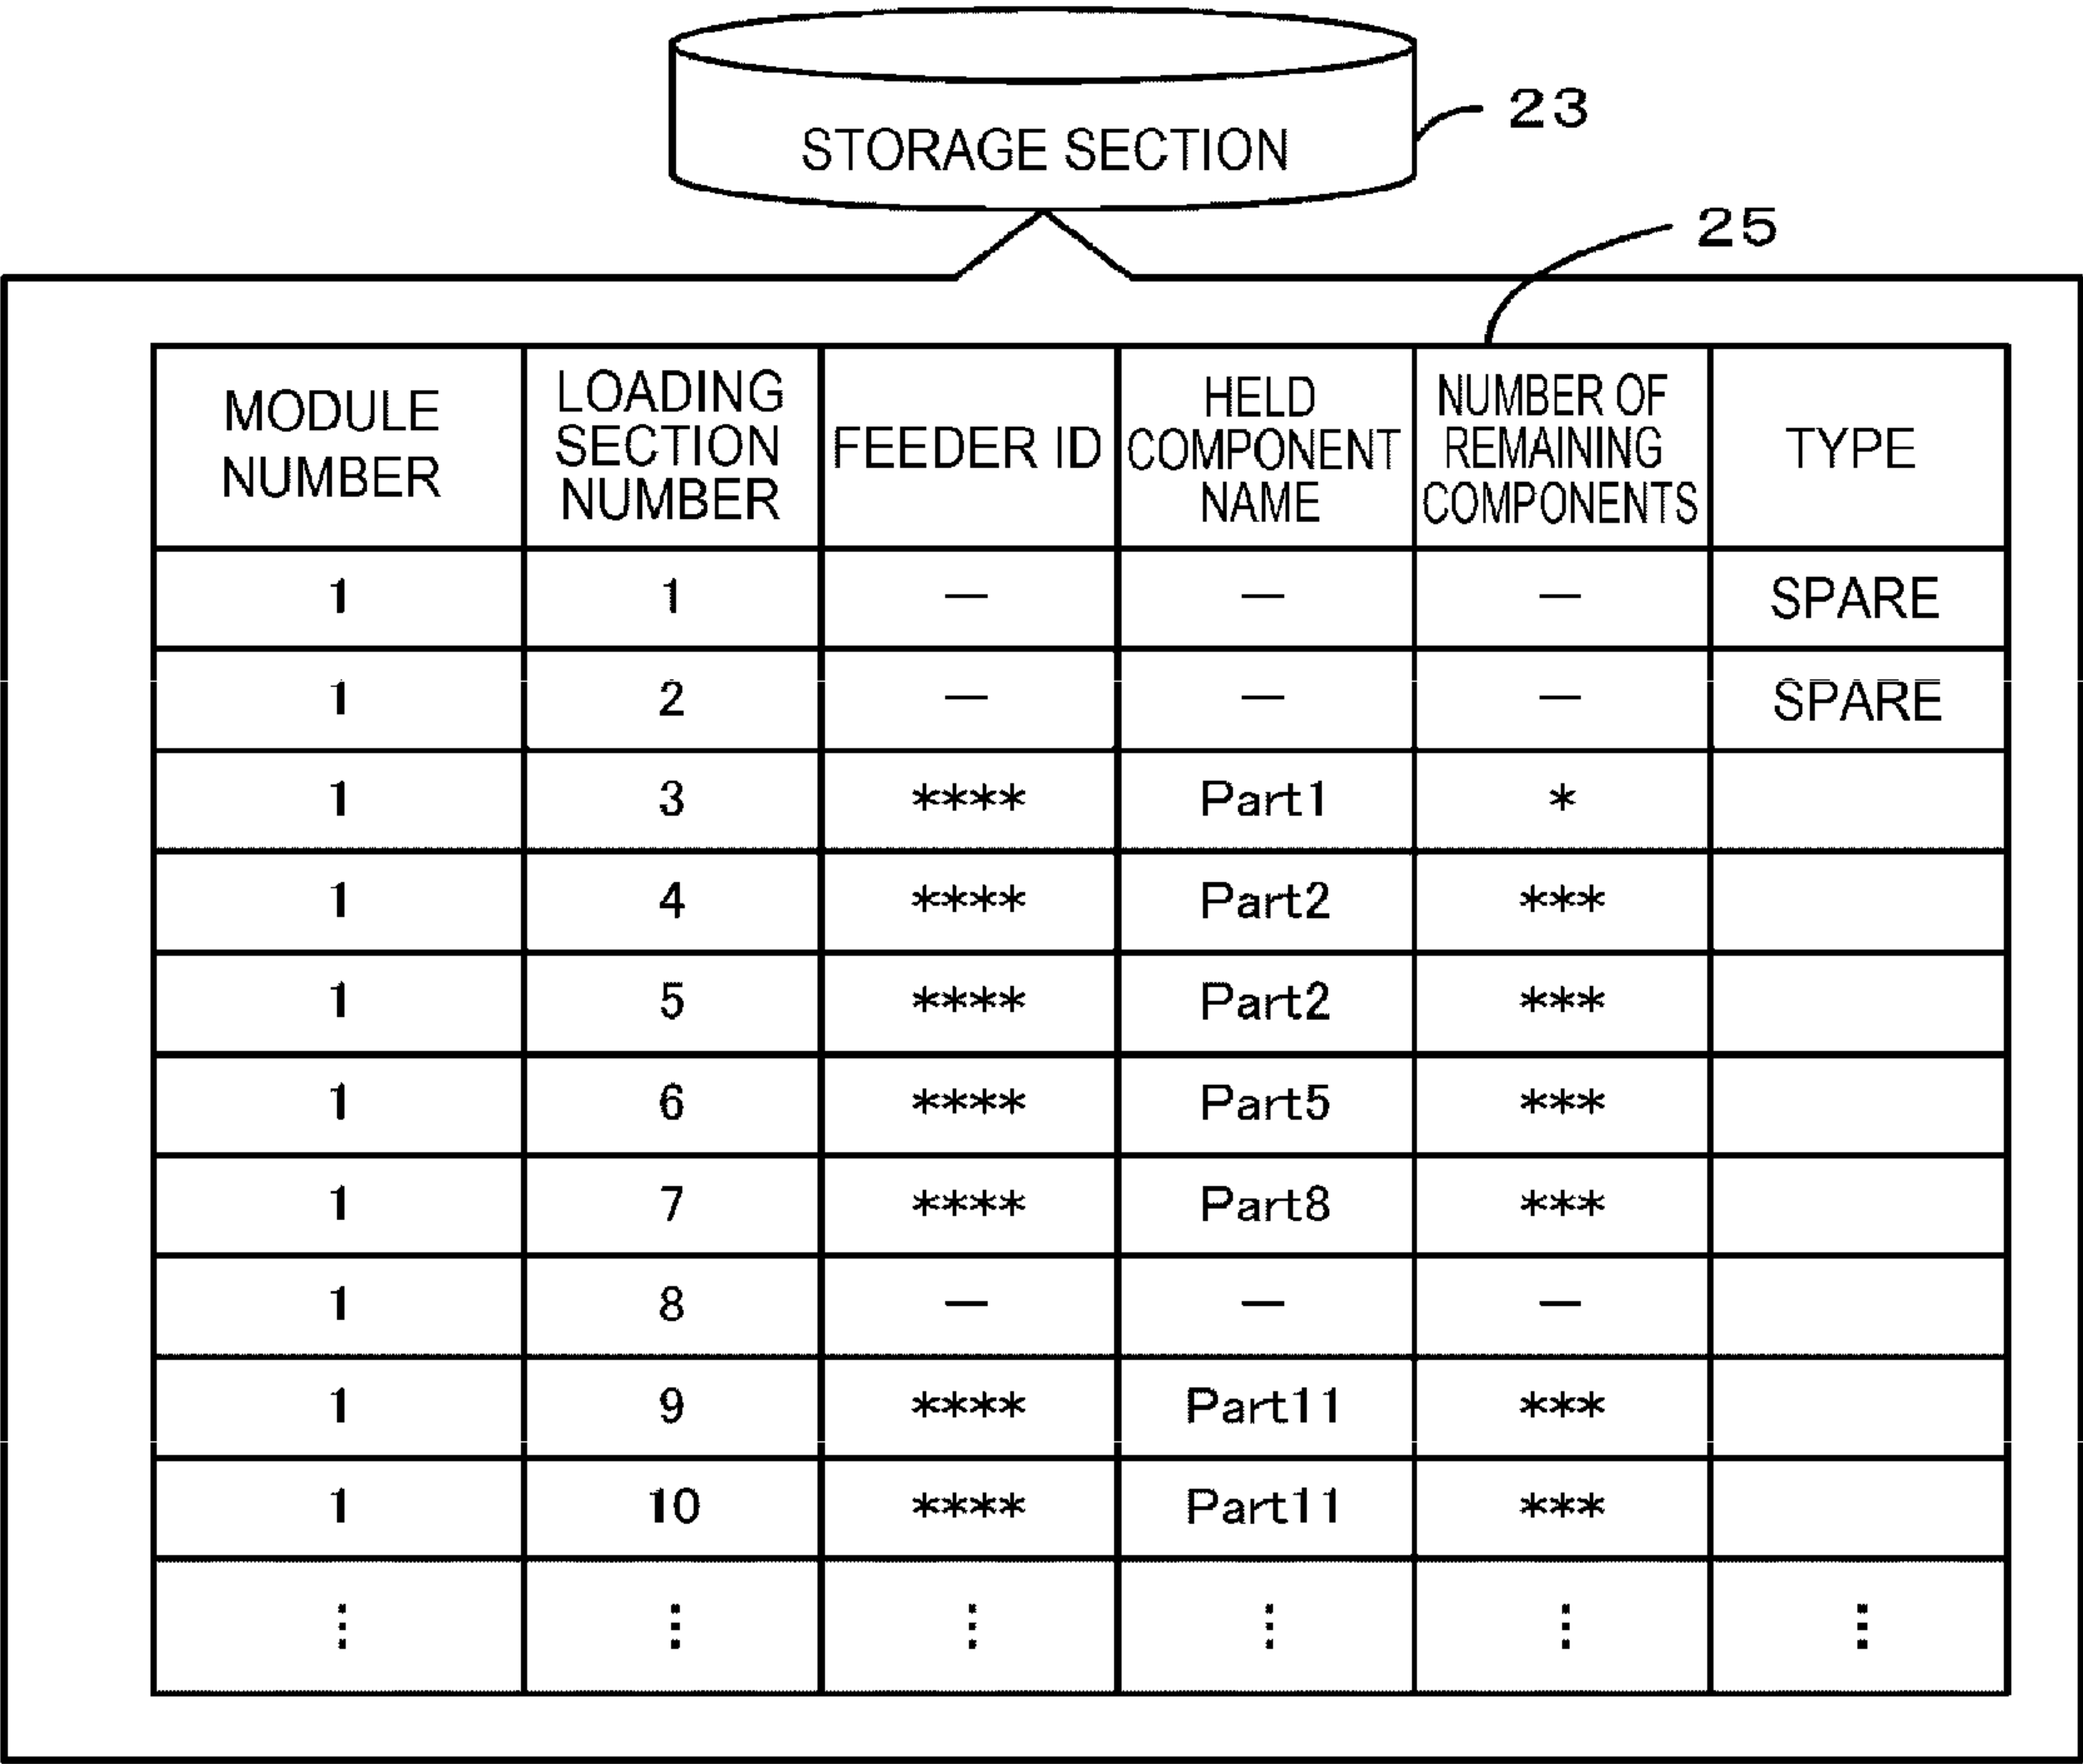 STORAGE SECTION
23
25
MODULE NUMBER LOADING SECTION NUMBER FEEDER ID HELD COMPONENT NAME NUMBER OF REMAINING COMPONENTS TYPE
1 1 — — — SPARE
1 2 — — — SPARE
1 3 **** Part1 *
1 4 **** Part2 ***
1 5 **** Part2 ***
1 6 **** Part5 ***
1 7 **** Part8 ***
1 8 — — —
1 9 **** Part11 ***
1 10 **** Part11 ***
⋮ ⋮ ⋮ ⋮ ⋮ ⋮